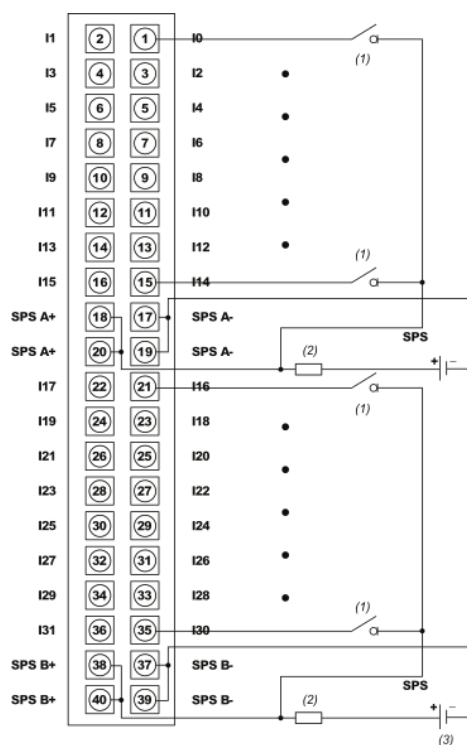 I1 2 1 I0
(1)
I3 4 3 I2
I5 6 5 I4
I7 8 7 I6
I9 10 9 I8
I11 12 11 I10
I13 14 13 I12
(1)
I15 16 15 I14
SPS A+ 18 17 SPS A-
SPS
SPS A+ 20 19 SPS A-
(2) + −
I17 22 21 I16
(1)
I19 24 23 I18
I21 26 25 I20
I23 28 27 I22
I25 30 29 I24
I27 32 31 I26
I29 34 33 I28
(1)
I31 36 35 I30
SPS B+ 38 37 SPS B-
SPS
SPS B+ 40 39 SPS B-
(2) + −
(3)